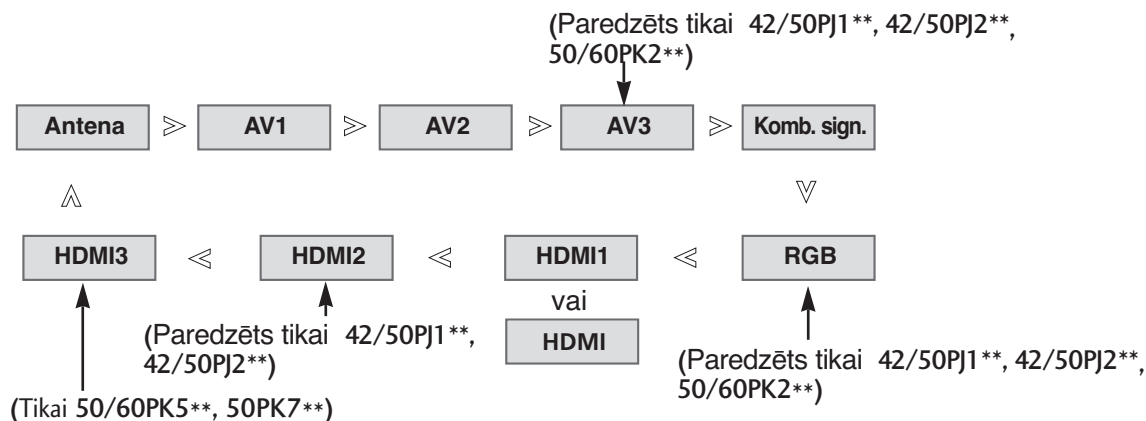 (Paredzēts tikai 42/50PJ1**, 42/50PJ2**,
50/60PK2**)
Antena
AV1
AV2
AV3
Komb. sign.
HDMI3
HDMI2
HDMI1
RGB
vai
HDMI
(Paredzēts tikai 42/50PJ1**,
42/50PJ2**)
(Paredzēts tikai 42/50PJ1**, 42/50PJ2**,
50/60PK2**)
(Tikai 50/60PK5**, 50PK7**)